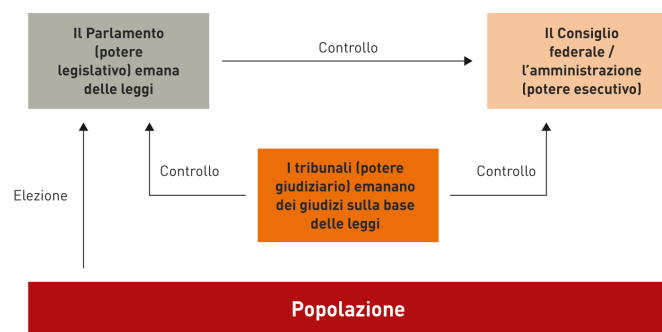 Il Parlamento
(potere
legislativo) emana
delle leggi
Controllo
Il Consiglio
federale /
l'amministrazione
(potere esecutivo)
Controllo
I tribunali (potere
giudiziario) emanano
dei giudizi sulla base
delle leggi
Controllo
Elezione
Popolazione